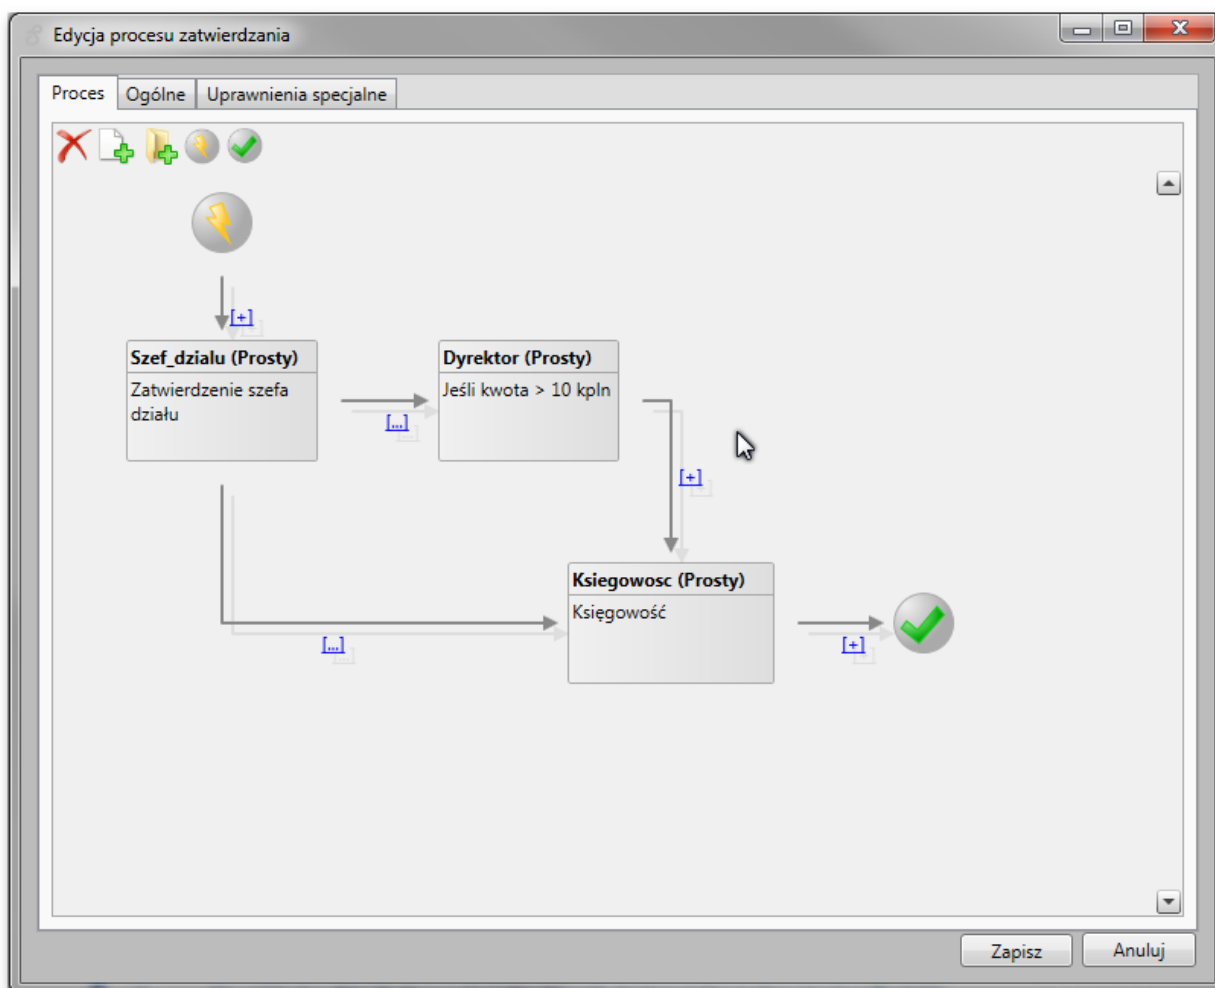 Edycja procesu zatwierdzania
Proces Ogólne Uprawnienia specjalne
[+]
Szef_dzialu (Prosty)
Zatwierdzenie szefa
działu
[...]
Dyrektor (Prosty)
Jeśli kwota > 10 kpln
[+]
Ksiegowosc (Prosty)
Księgowość
[...]
[+]
Zapisz Anuluj